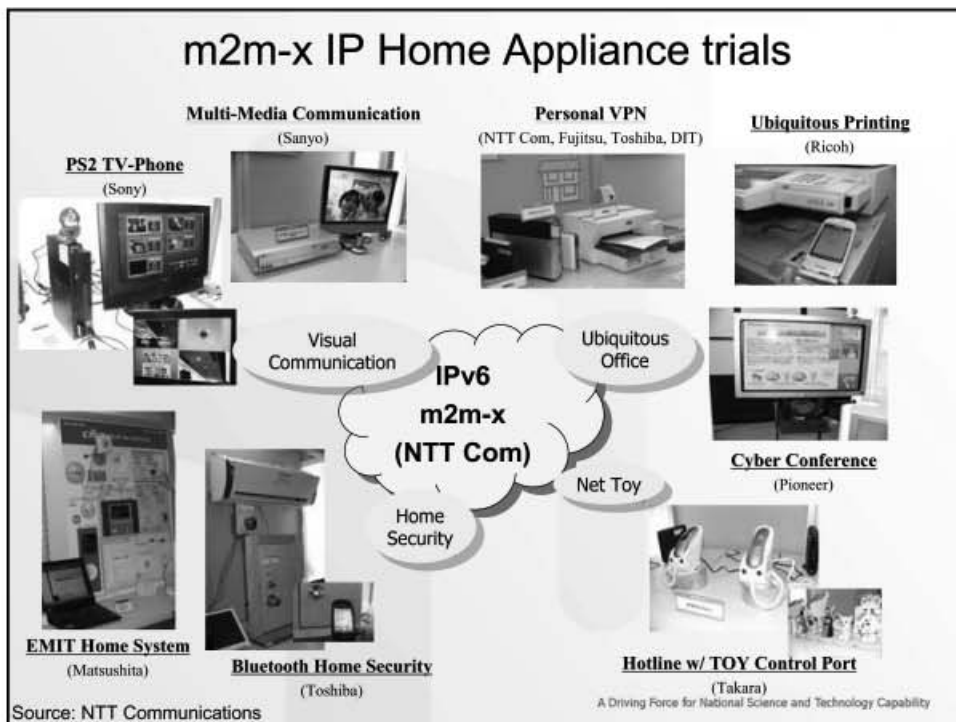 m2m-x IP Home Appliance trials
Multi-Media Communication
(Sanyo)
Personal VPN
(NTT Com, Fujitsu, Toshiba, DIT)
Ubiquitous Printing
(Ricoh)
PS2 TV-Phone
(Sony)
Visual
Communication
Ubiquitous
Office
IPv6
m2m-x
(NTT Com)
Cyber Conference
(Pioneer)
Net Toy
Home
Security
EMIT Home System
(Matsushita)
Bluetooth Home Security
(Toshiba)
Hotline w/ TOY Control Port
(Takara)
A Driving Force for National Science and Technology Capability
Source: NTT Communications